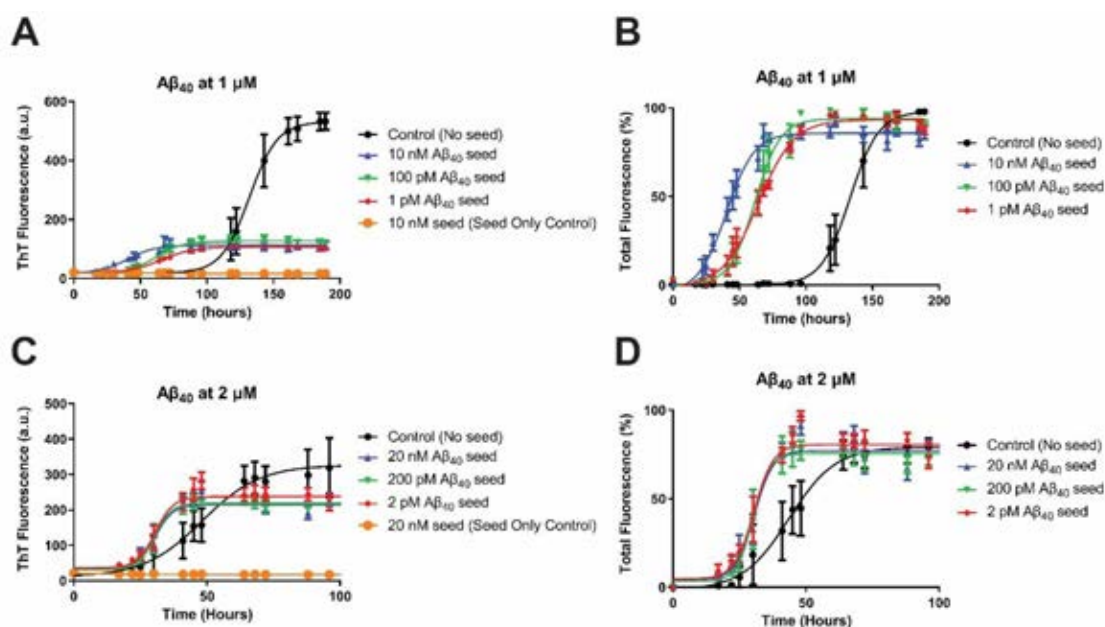 A
Aβ40 at 1 µM
ThT Fluorescence (a.u.)
600
400
200
0
0 50 100 150 200
Time (hours)
Control (No seed)
10 nM Aβ40 seed
100 pM Aβ40 seed
1 pM Aβ40 seed
10 nM seed (Seed Only Control)
B
Aβ40 at 1 µM
Total Fluorescence (%)
100
50
0
0 50 100 150 200
Time (hours)
Control (No seed)
10 nM Aβ40 seed
100 pM Aβ40 seed
1 pM Aβ40 seed
C
Aβ40 at 2 µM
ThT Fluorescence (a.u.)
500
400
300
200
100
0
0 50 100
Time (Hours)
Control (No seed)
20 nM Aβ40 seed
200 pM Aβ40 seed
2 pM Aβ40 seed
20 nM seed (Seed Only Control)
D
Aβ40 at 2 µM
Total Fluorescence (%)
100
50
0
0 50 100
Time (Hours)
Control (No seed)
20 nM Aβ40 seed
200 pM Aβ40 seed
2 pM Aβ40 seed